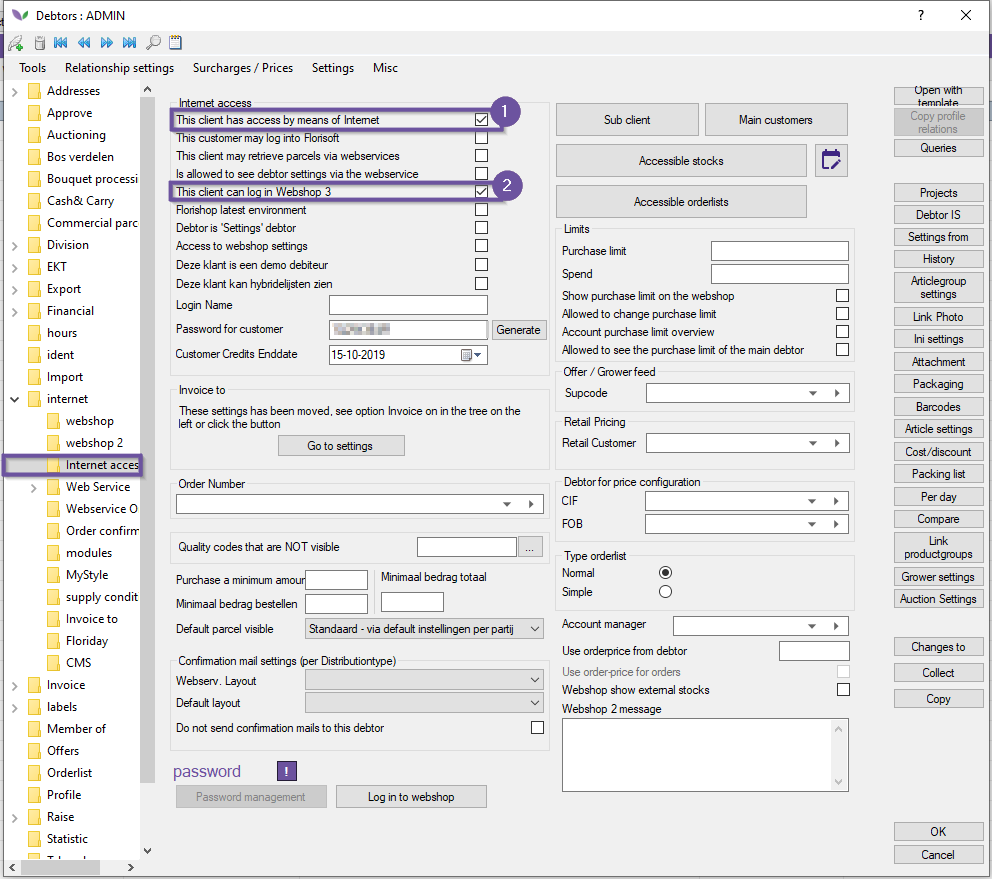 Debtors : ADMIN
?
Tools Relationship settings Surcharges / Prices Settings Misc
Addresses
Approve
Auctioning
Bos verdelen
Bouquet processi
Cash& Carry
Commercial parc
Division
EKT
Export
Financial
hours
ident
Import
internet
webshop
webshop 2
Internet acces
Web Service
Webservice O
Order confirm
modules
MyStyle
supply condit
Invoice to
Floriday
CMS
Invoice
labels
Member of
Offers
Orderlist
Profile
Raise
Statistic
Internet access
This client has access by means of Internet
1
This customer may log into Florisoft
This client may retrieve parcels via webservices
Is allowed to see debtor settings via the webservice
This client can log in Webshop 3
2
Florishop latest environment
Debtor is 'Settings' debtor
Access to webshop settings
Deze klant is een demo debiteur
Deze klant kan hybridelijsten zien
Login Name
Password for customer
Generate
Customer Credits Enddate
15-10-2019
Invoice to
These settings has been moved, see option Invoice on in the tree on the
left or click the button
Go to settings
Order Number
Quality codes that are NOT visible
...
Purchase a minimum amour
Minimaal bedrag totaal
Minimaal bedrag bestellen
Default parcel visible
Standaard - via default instellingen per partij
Confirmation mail settings (per Distributiontype)
Webserv. Layout
Default layout
Do not send confirmation mails to this debtor
password
!
Password management
Log in to webshop
Sub client
Main customers
Accessible stocks
Accessible orderlists
Limits
Purchase limit
Spend
Show purchase limit on the webshop
Allowed to change purchase limit
Account purchase limit overview
Allowed to see the purchase limit of the main debtor
Offer / Grower feed
Supcode
Retail Pricing
Retail Customer
Debtor for price configuration
CIF
FOB
Type orderlist
Normal
Simple
Account manager
Use orderprice from debtor
Use order-price for orders
Webshop show external stocks
Webshop 2 message
Open with
template
Copy profile
relations
Queries
Projects
Debtor IS
Settings from
History
Articlegroup
settings
Link Photo
Ini settings
Attachment
Packaging
Barcodes
Article settings
Cost/discount
Packing list
Per day
Compare
Link
productgroups
Grower settings
Auction Settings
Changes to
Collect
Copy
OK
Cancel